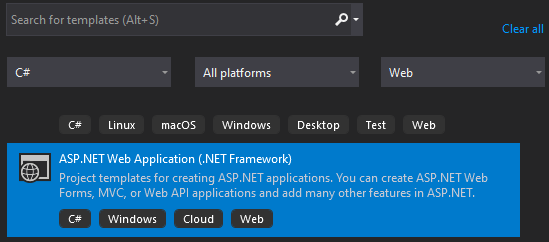 Search for templates (Alt+S)
Clear all
C# All platforms Web
C# Linux macOS Windows Desktop Test Web
ASP.NET Web Application (.NET Framework)
Project templates for creating ASP.NET applications. You can create ASP.NET Web
Forms, MVC, or Web API applications and add many other features in ASP.NET.
C# Windows Cloud Web